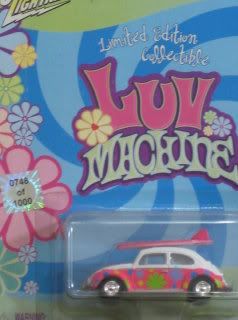 Limited Edition
Collectible
LUV
MACHINE
0746
of
1000